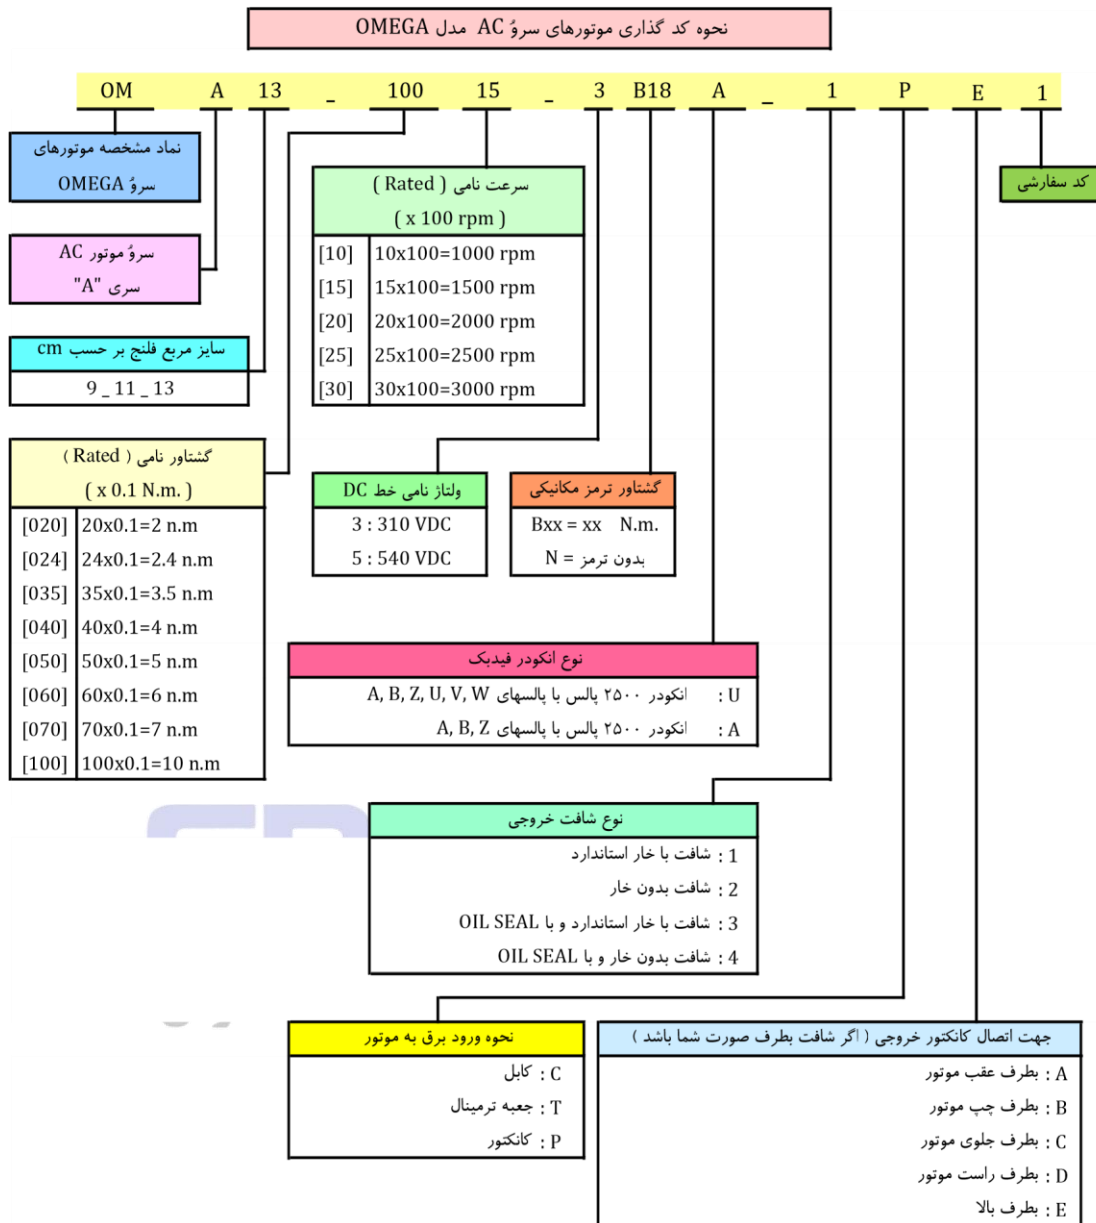 نحوه کد گذاری موتورهای سروُ AC مدل OMEGA
OM A 13 _ 100 15 _ 3 B18 A _ 1 P E 1
نماد مشخصه موتورهای
سروُ OMEGA
سروُ موتور AC
سری "A"
سایز مربع فلنج بر حسب cm
9 _ 11 _ 13
گشتاور نامی ( Rated )
( x 0.1 N.m. )
[020] 20x0.1=2 n.m
[024] 24x0.1=2.4 n.m
[035] 35x0.1=3.5 n.m
[040] 40x0.1=4 n.m
[050] 50x0.1=5 n.m
[060] 60x0.1=6 n.m
[070] 70x0.1=7 n.m
[100] 100x0.1=10 n.m
سرعت نامی ( Rated )
( x 100 rpm )
[10] 10x100=1000 rpm
[15] 15x100=1500 rpm
[20] 20x100=2000 rpm
[25] 25x100=2500 rpm
[30] 30x100=3000 rpm
ولتاژ نامی خط DC
3 : 310 VDC
5 : 540 VDC
گشتاور ترمز مکانیکی
Bxx = xx N.m.
بدون ترمز = N
نوع انکودر فیدبک
U : انکودر ۲۵۰۰ پالس با پالسهای A, B, Z, U, V, W
A : انکودر ۲۵۰۰ پالس با پالسهای A, B, Z
نوع شافت خروجی
1 : شافت با خار استاندارد
2 : شافت بدون خار
3 : شافت با خار استاندارد و با OIL SEAL
4 : شافت بدون خار و با OIL SEAL
نحوه ورود برق به موتور
C : کابل
T : جعبه ترمینال
P : کانکتور
جهت اتصال کانکتور خروجی ( اگر شافت بطرف صورت شما باشد )
A : بطرف عقب موتور
B : بطرف چپ موتور
C : بطرف جلوی موتور
D : بطرف راست موتور
E : بطرف بالا
کد سفارشی